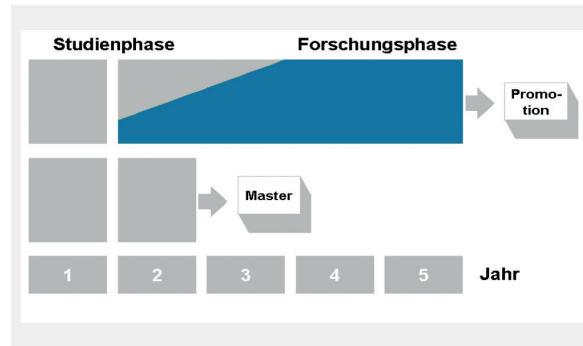 Studienphase Forschungsphase
Promo-
tion
Master
1 2 3 4 5 Jahr